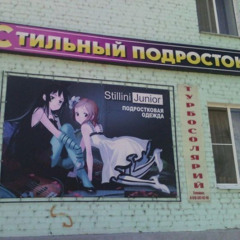 СТИЛЬНЫЙ ПОДРОСТОК
Stillini Junior
ПОДРОСТКОВАЯ
ОДЕЖДА
ТУРБОСОЛЯРИЙ